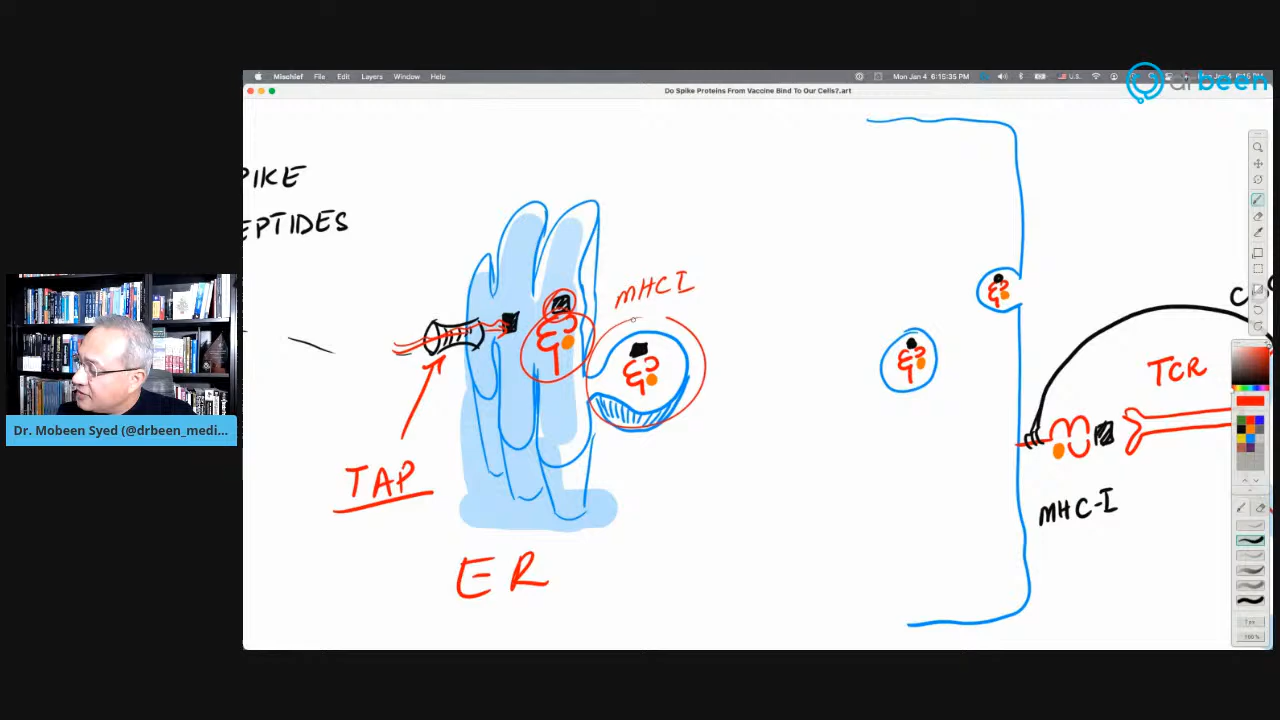 Mischief File Edit Layers Window Help
U.S.
Mon Jan 4 6:15:35 PM
drbeen
Do Spike Proteins From Vaccine Bind To Our Cells?.art
PIKE
EPTIDES
MHC I
TCR
TAP
MHC-I
ER
Dr. Mobeen Syed (@drbeen_medi...